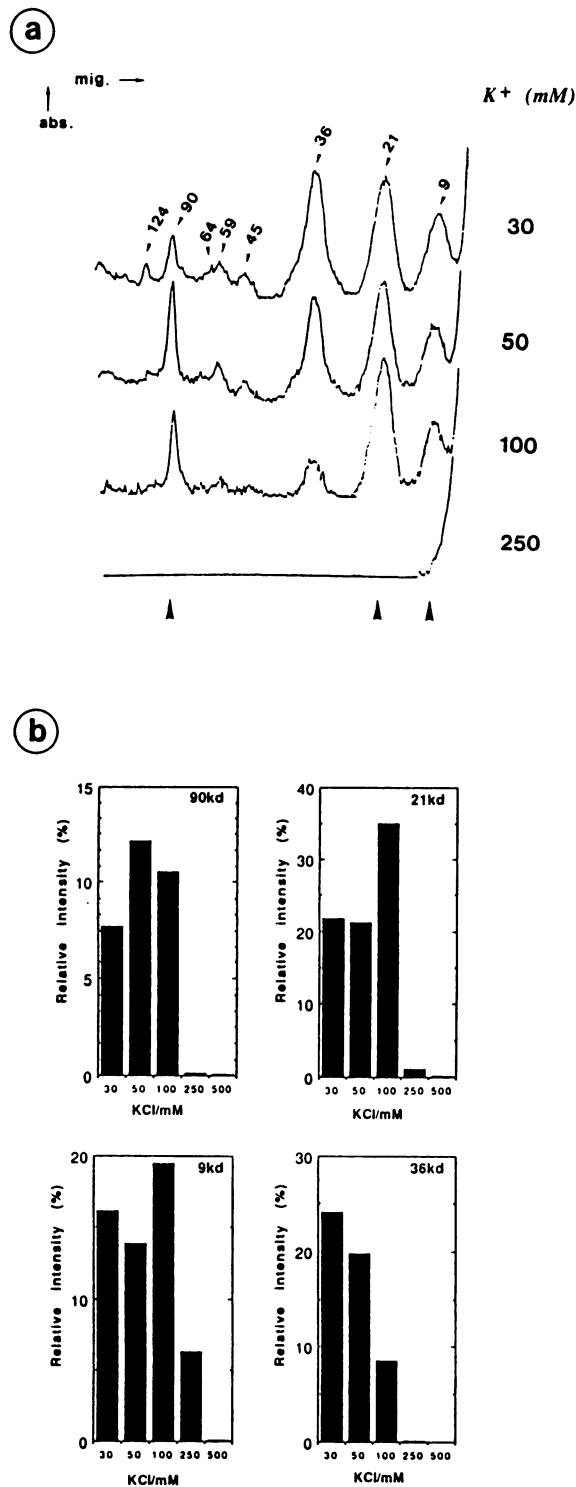 a
mig. →
↑
abs.
K+ (mM)
124 90 64 59 45 36 21 9
30
50
100
250
b
90kd
Relative Intensity (%)
15
10
5
0
30 50 100 250 500
KCl/mM
21kd
Relative Intensity (%)
40
30
20
10
0
30 50 100 250 500
KCl/mM
9kd
Relative Intensity (%)
20
10
0
30 50 100 250 500
KCl/mM
36kd
Relative Intensity (%)
30
20
10
0
30 50 100 250 500
KCl/mM